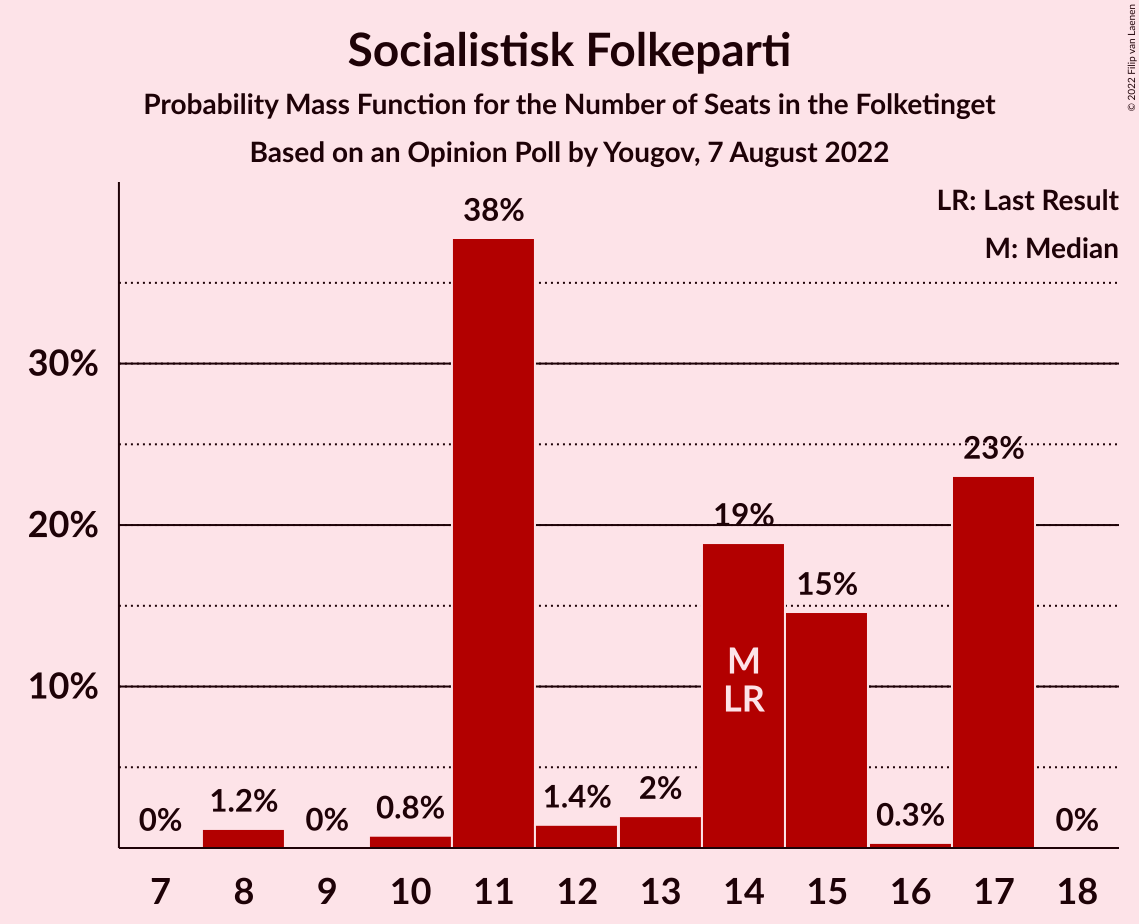 Socialistisk Folkeparti
Probability Mass Function for the Number of Seats in the Folketinget
Based on an Opinion Poll by Yougov, 7 August 2022
© 2022 Filip van Laenen
LR: Last Result
M: Median
38%
30%
23%
20%
19%
15%
M
LR
10%
0%
1.2%
0%
0.8%
1.4%
2%
0.3%
0%
7 8 9 10 11 12 13 14 15 16 17 18